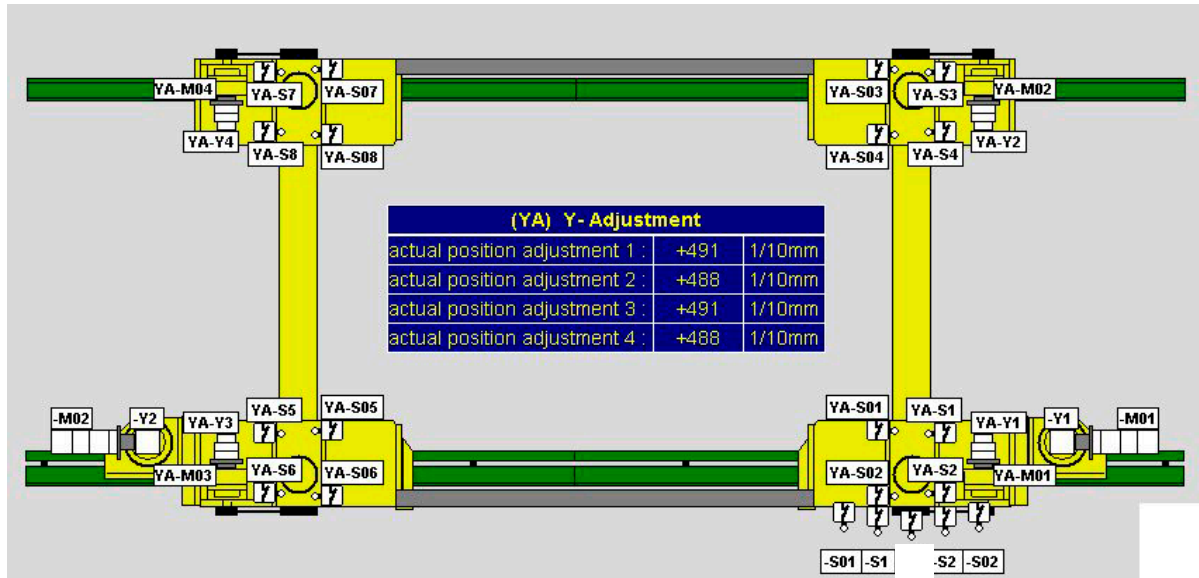 YA-M04 YA-S7 YA-S07 YA-S03 YA-S3 YA-M02
YA-Y4 YA-S8 YA-S08 YA-S04 YA-S4 YA-Y2
(YA) Y- Adjustment
actual position adjustment 1 : +491 1/10mm
actual position adjustment 2 : +488 1/10mm
actual position adjustment 3 : +491 1/10mm
actual position adjustment 4 : +488 1/10mm
-M02 -Y2 YA-Y3 YA-S5 YA-S05 YA-S01 YA-S1 YA-Y1 -Y1 -M01
YA-M03 YA-S6 YA-S06 YA-S02 YA-S2 YA-M01
-S01 -S1 -S2 -S02